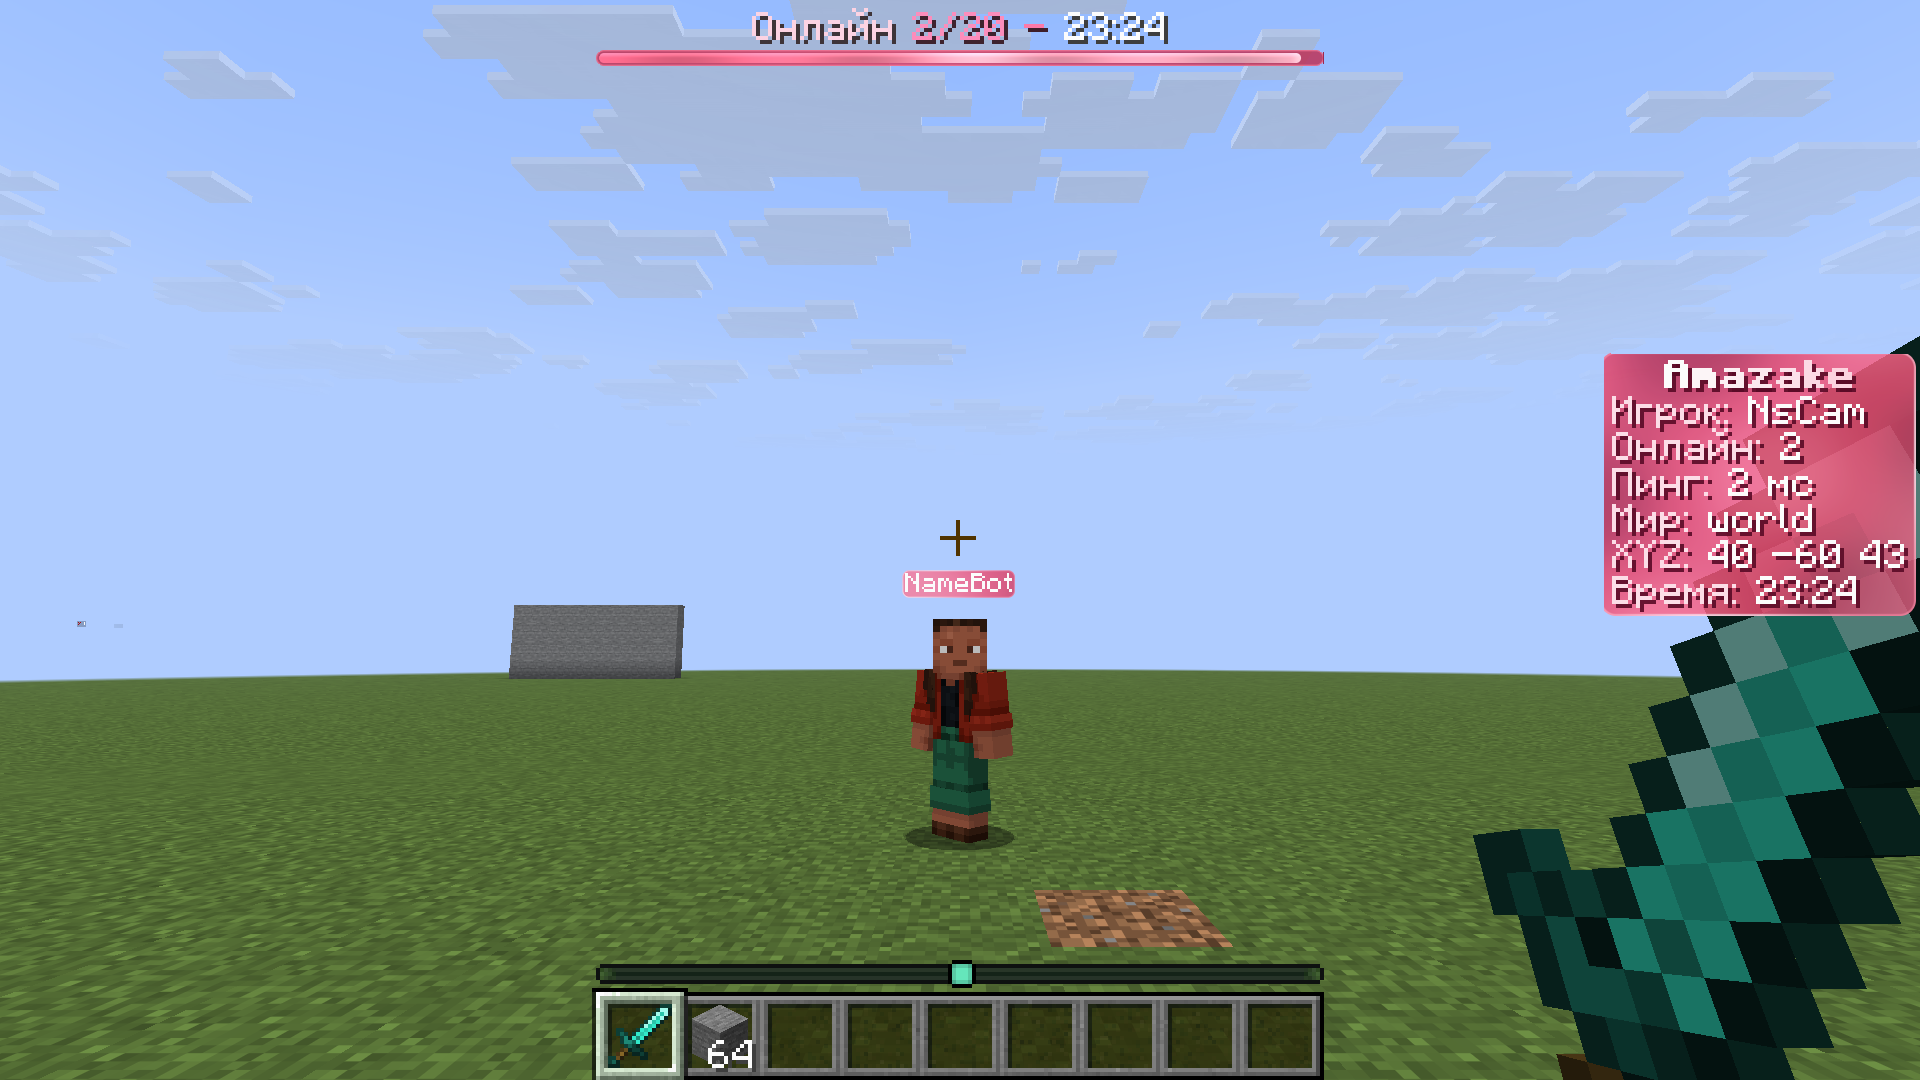 Онлайн 2/20 - 23:24
Amazake
Игрок: NsCam
Онлайн: 2
Пинг: 2 мс
Мир: world
XYZ: 40 -60 43
Время: 23:24
NameBot
64